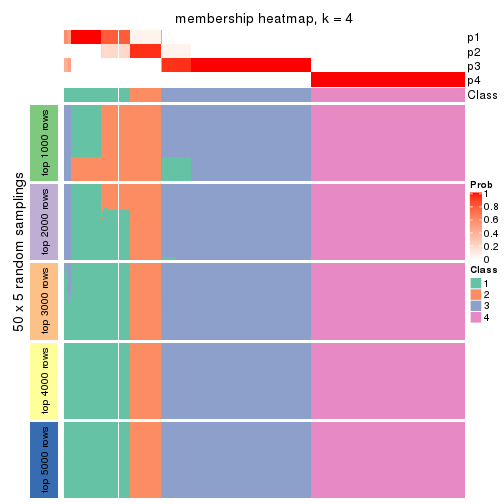 membership heatmap, k = 4
p1
p2
p3
p4
Class
50 x 5 random samplings
top 1000 rows
top 2000 rows
top 3000 rows
top 4000 rows
top 5000 rows
Prob
1
0.8
0.6
0.4
0.2
0
Class
1
2
3
4